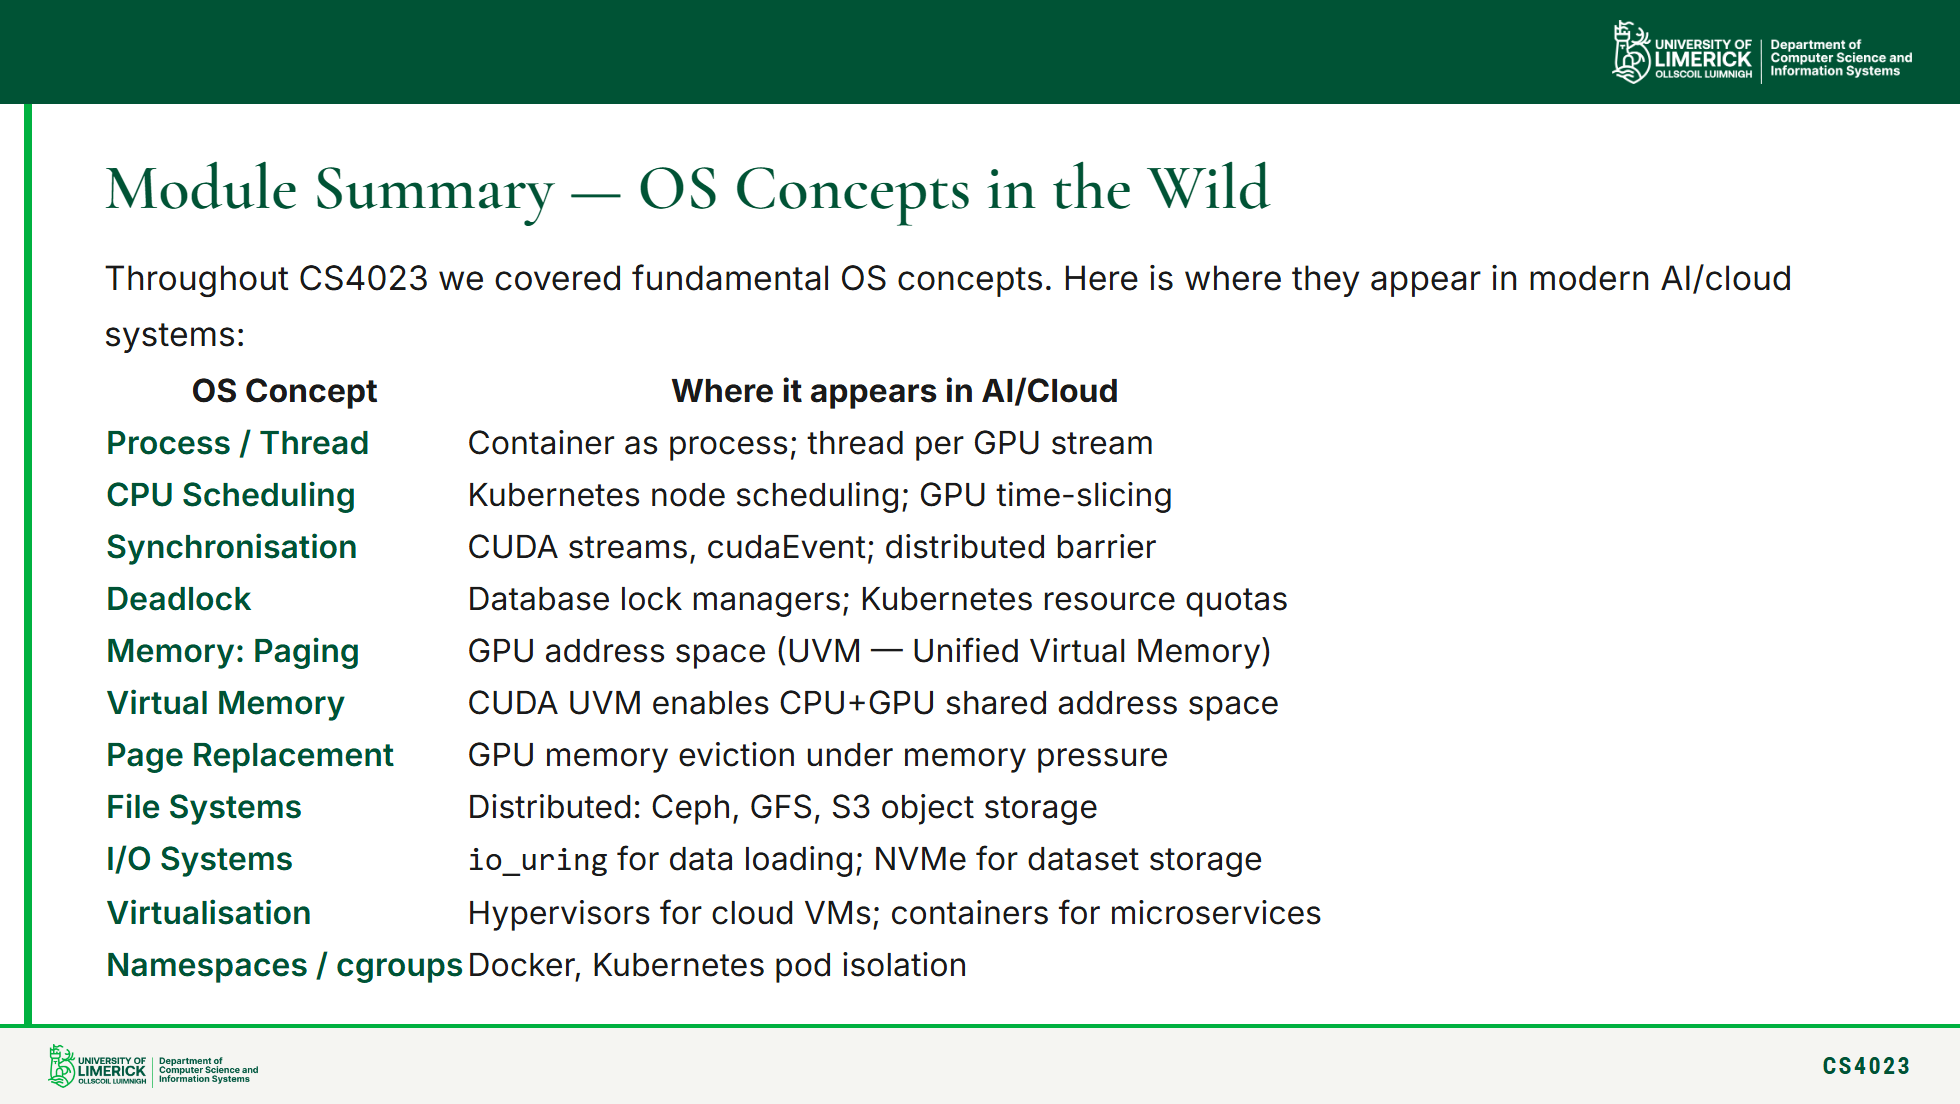 UNIVERSITY OF
LIMERICK
OLLSCOIL LUIMNIGH
Department of
Computer Science and
Information Systems
Module Summary — OS Concepts in the Wild
Throughout CS4023 we covered fundamental OS concepts. Here is where they appear in modern AI/cloud
systems:
OS Concept Where it appears in AI/Cloud
Process / Thread Container as process; thread per GPU stream
CPU Scheduling Kubernetes node scheduling; GPU time-slicing
Synchronisation CUDA streams, cudaEvent; distributed barrier
Deadlock Database lock managers; Kubernetes resource quotas
Memory: Paging GPU address space (UVM — Unified Virtual Memory)
Virtual Memory CUDA UVM enables CPU+GPU shared address space
Page Replacement GPU memory eviction under memory pressure
File Systems Distributed: Ceph, GFS, S3 object storage
I/O Systems io_uring for data loading; NVMe for dataset storage
Virtualisation Hypervisors for cloud VMs; containers for microservices
Namespaces / cgroups Docker, Kubernetes pod isolation
UNIVERSITY OF
LIMERICK
OLLSCOIL LUIMNIGH
Department of
Computer Science and
Information Systems
CS4023